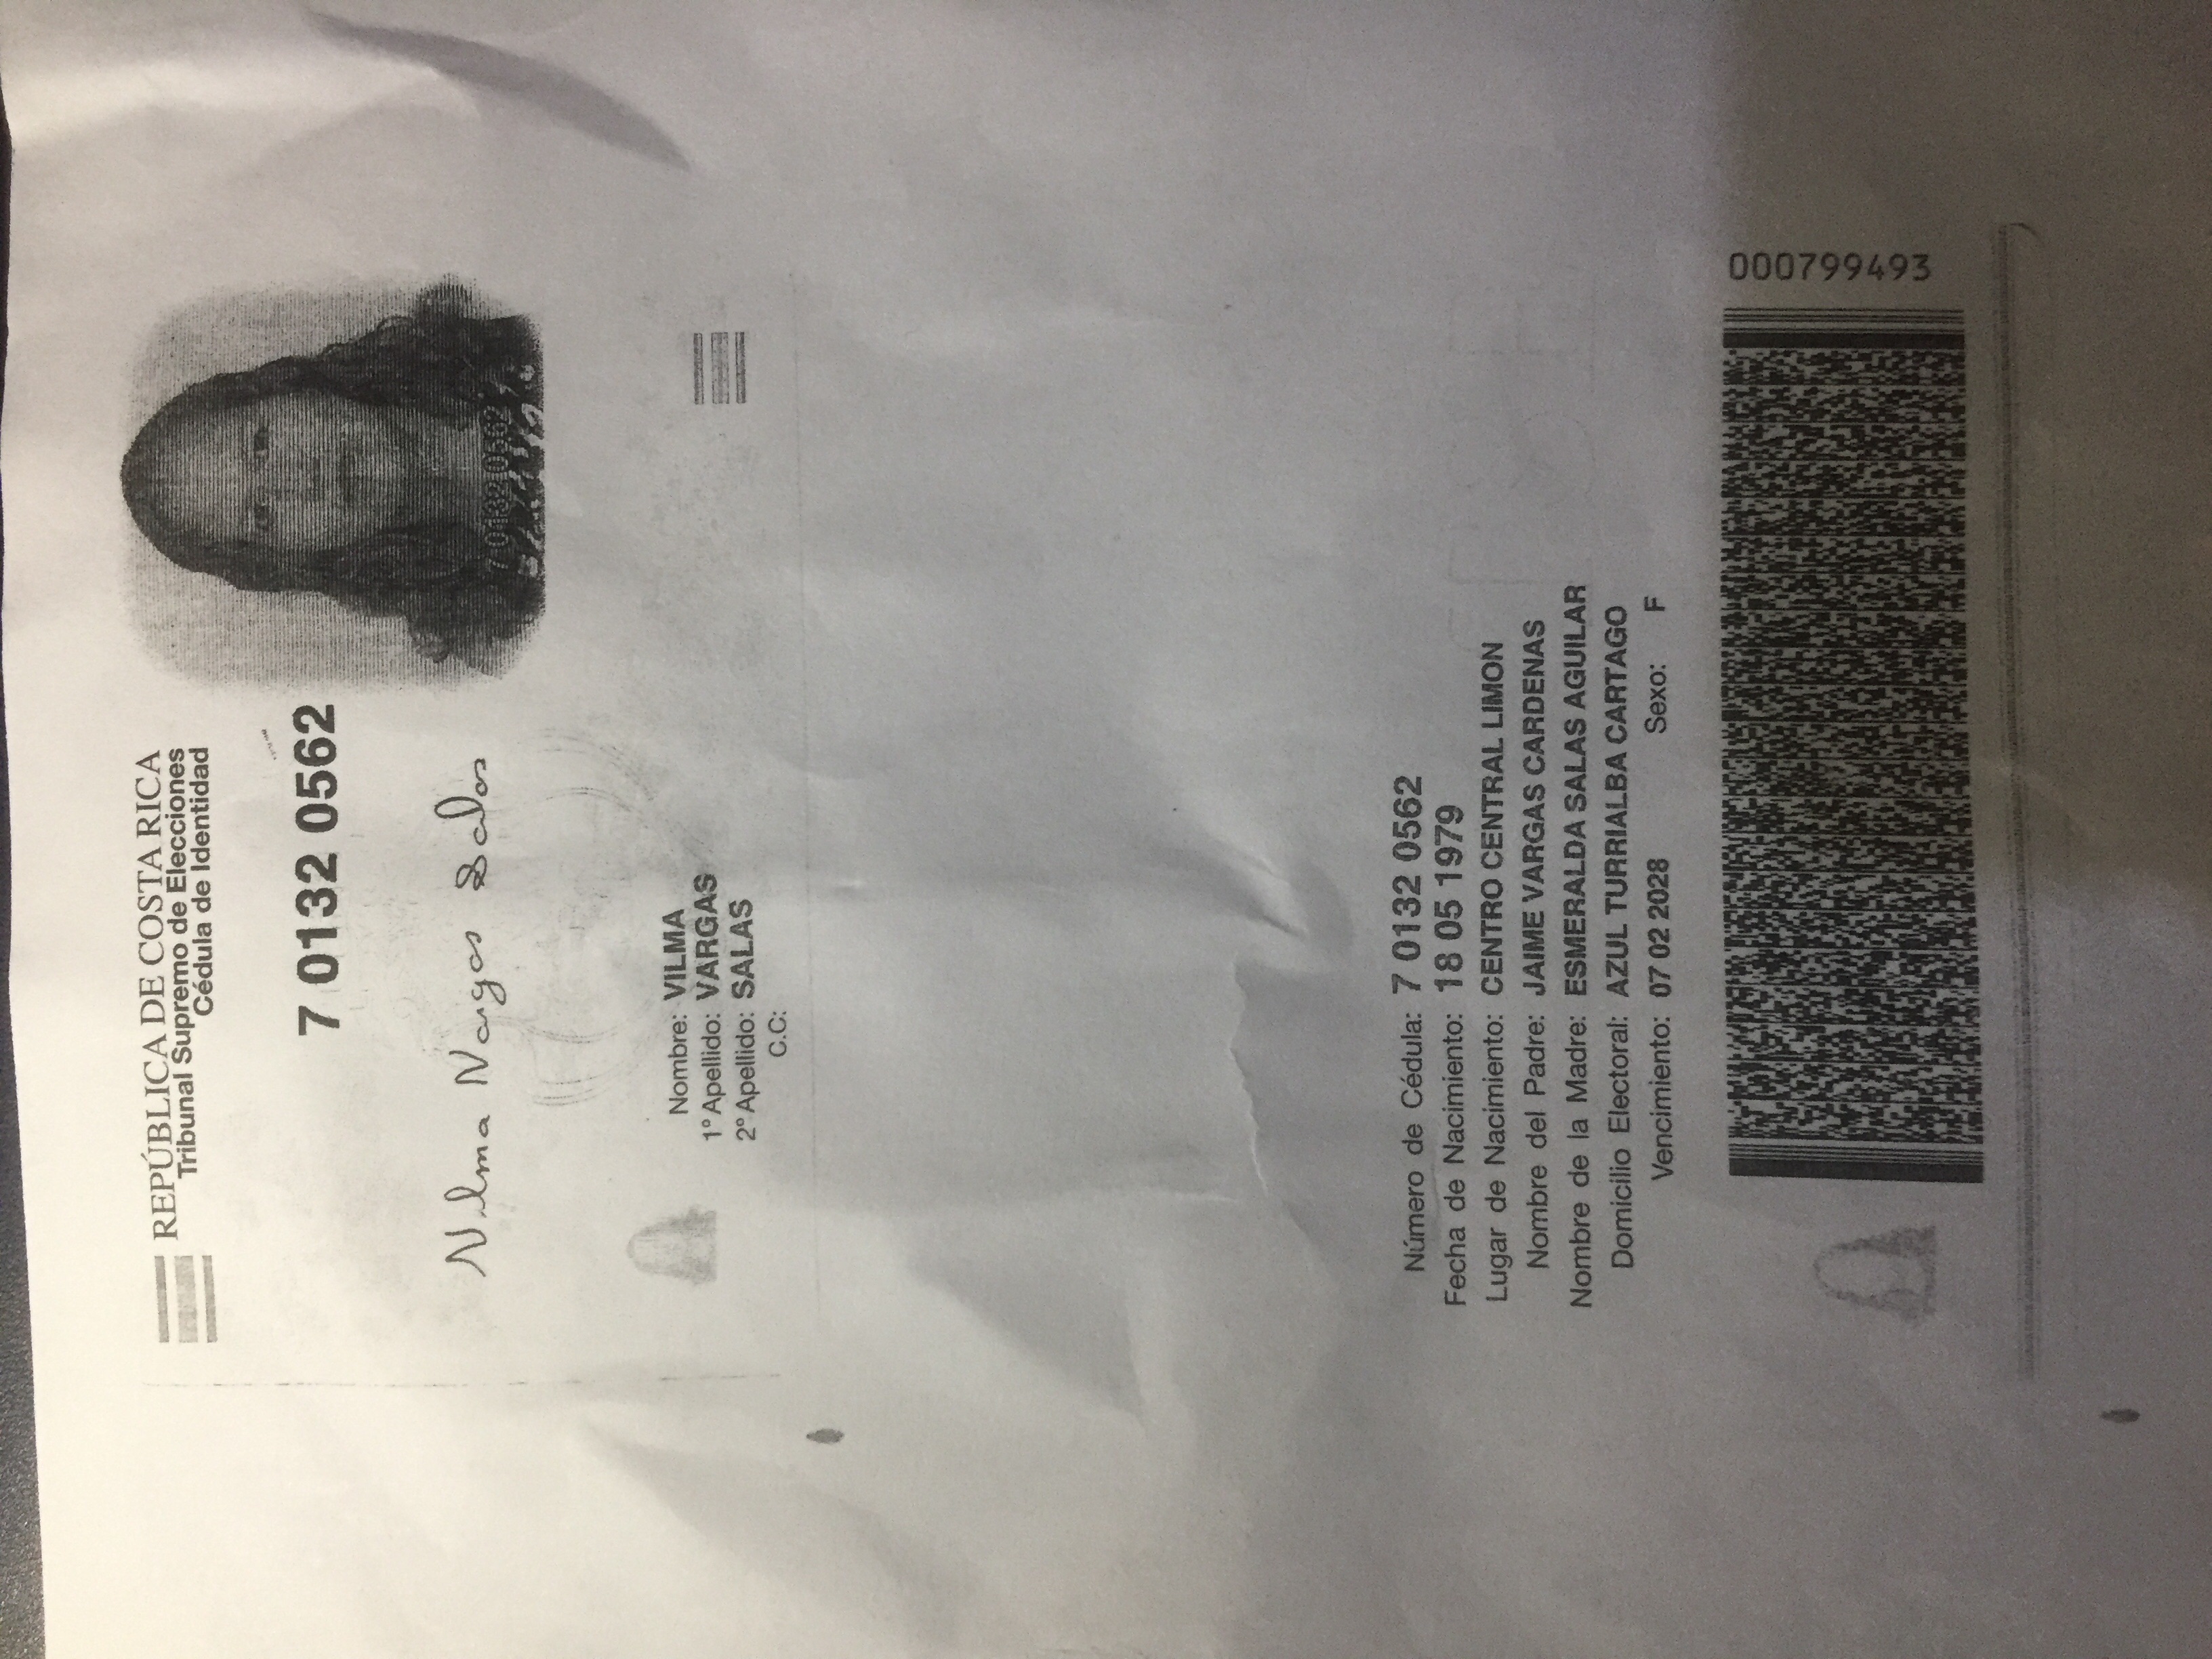 REPÚBLICA DE COSTA RICA
Tribunal Supremo de Elecciones
Cédula de Identidad
7 0132 0562
Vilma Vargas Salas
7 0132 0562
Nombre: VILMA
1º Apellido: VARGAS
2º Apellido: SALAS
C.C:
Número de Cédula: 7 0132 0562
Fecha de Nacimiento: 18 05 1979
Lugar de Nacimiento: CENTRO CENTRAL LIMON
Nombre del Padre: JAIME VARGAS CARDENAS
Nombre de la Madre: ESMERALDA SALAS AGUILAR
Domicilio Electoral: AZUL TURRIALBA CARTAGO
Vencimiento: 07 02 2028 Sexo: F
0007994493